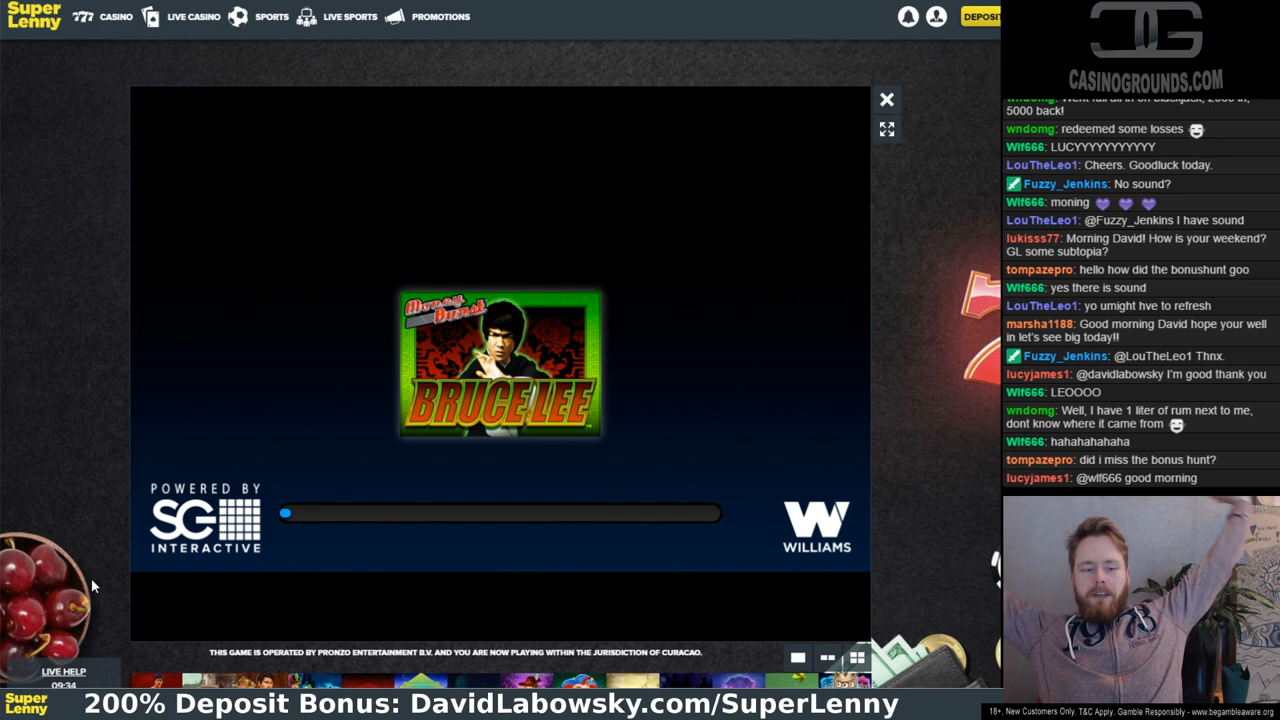 Super
Lenny
CASINO
LIVE CASINO
SPORTS
LIVE SPORTS
PROMOTIONS
DEPOSIT
CASINOGROUNDS.COM
5000 back!
wndomg: redeemed some losses
Wlf666: LUCYYYYYYYYYYY
LouTheLeo1: Cheers. Goodluck today.
Fuzzy_Jenkins: No sound?
Wlf666: moning
LouTheLeo1: @Fuzzy_Jenkins I have sound
lukisss77: Morning David! How is your weekend?
GL some subtopia?
tompazepro: hello how did the bonushunt goo
Wlf666: yes there is sound
LouTheLeo1: yo umight hve to refresh
marsha1188: Good morning David hope your well
in let's see big today!!
Fuzzy_Jenkins: @LouTheLeo1 Thnx.
lucyjames1: @davidlabowsky I'm good thank you
Wlf666: LEOOOO
wndomg: Well, I have 1 liter of rum next to me,
dont know where it came from
Wlf666: hahahahahaha
tompazepro: did i miss the bonus hunt?
lucyjames1: @wlf666 good morning
Money
Burst
BRUCE LEE
POWERED BY
SG
INTERACTIVE
W
WILLIAMS
THIS GAME IS OPERATED BY PRONZO ENTERTAINMENT B.V. AND YOU ARE NOW PLAYING WITHIN THE JURISDICTION OF CURACAO.
LIVE HELP
09:34
Super
Lenny
200% Deposit Bonus: DavidLabowsky.com/SuperLenny
18+, New Customers Only, T&C Apply, Gamble Responsibly - www.begambleaware.org